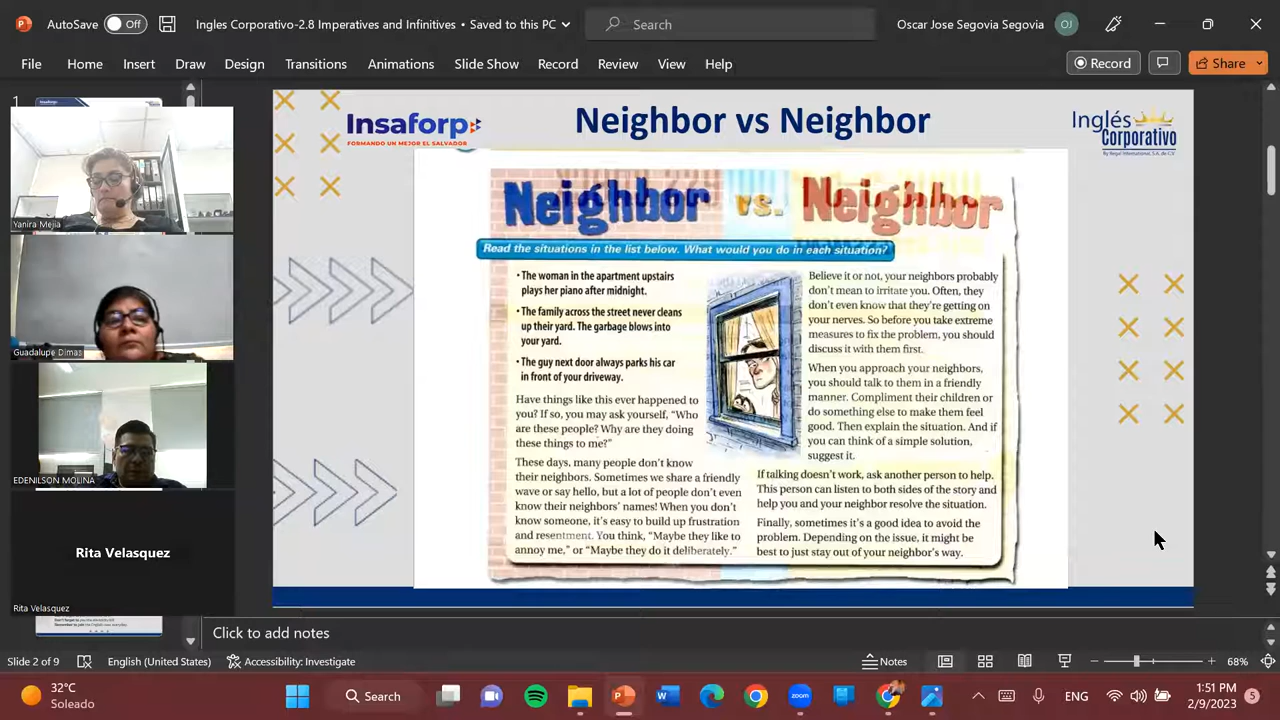 AutoSave
Off
Ingles Corporativo-2.8 Imperatives and Infinitives • Saved to this PC
Search
Oscar Jose Segovia Segovia
OJ
File
Home
Insert
Draw
Design
Transitions
Animations
Slide Show
Record
Review
View
Help
Record
Share
1
Yanira Mejia
Guadalupe Dimas
EDENILSON MOLINA
Rita Velasquez
Rita Velasquez
Insaforp
FORMANDO UN MEJOR EL SALVADOR
Neighbor vs Neighbor
Inglés
Corporativo
Neighbor vs. Neighbor
Read the situations in the list below. What would you do in each situation?
• The woman in the apartment upstairs
plays her piano after midnight.
• The family across the street never cleans
up their yard. The garbage blows into
your yard.
• The guy next door always parks his car
in front of your driveway.
Have things like this ever happened to
you? If so, you may ask yourself, "Who
are these people? Why are they doing
these things to me?"
These days, many people don't know
their neighbors. Sometimes we share a friendly
wave or say hello, but a lot of people don't even
know their neighbors' names! When you don't
know someone, it's easy to build up frustration
and resentment. You think, "Maybe they like to
annoy me," or "Maybe they do it deliberately."
Believe it or not, your neighbors probably
don't mean to irritate you. Often, they
don't even know that they're getting on
your nerves. So before you take extreme
measures to fix the problem, you should
discuss it with them first.
When you approach your neighbors,
you should talk to them in a friendly
manner. Compliment their children or
do something else to make them feel
good. Then explain the situation. And if
you can think of a simple solution,
suggest it.
If talking doesn't work, ask another person to help.
This person can listen to both sides of the story and
help you and your neighbor resolve the situation.
Finally, sometimes it's a good idea to avoid the
problem. Depending on the issue, it might be
best to just stay out of your neighbor's way.
Click to add notes
Slide 2 of 9
English (United States)
Accessibility: Investigate
Notes
68%
32°C
Soleado
Search
zoom
ENG
1:51 PM
2/9/2023
5